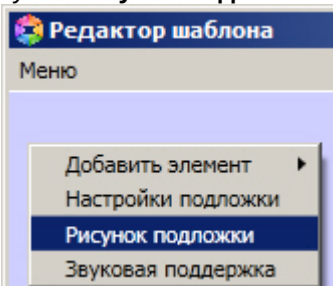 Редактор шаблона
Меню
Добавить элемент
Настройки подложки
Рисунок подложки
Звуковая поддержка